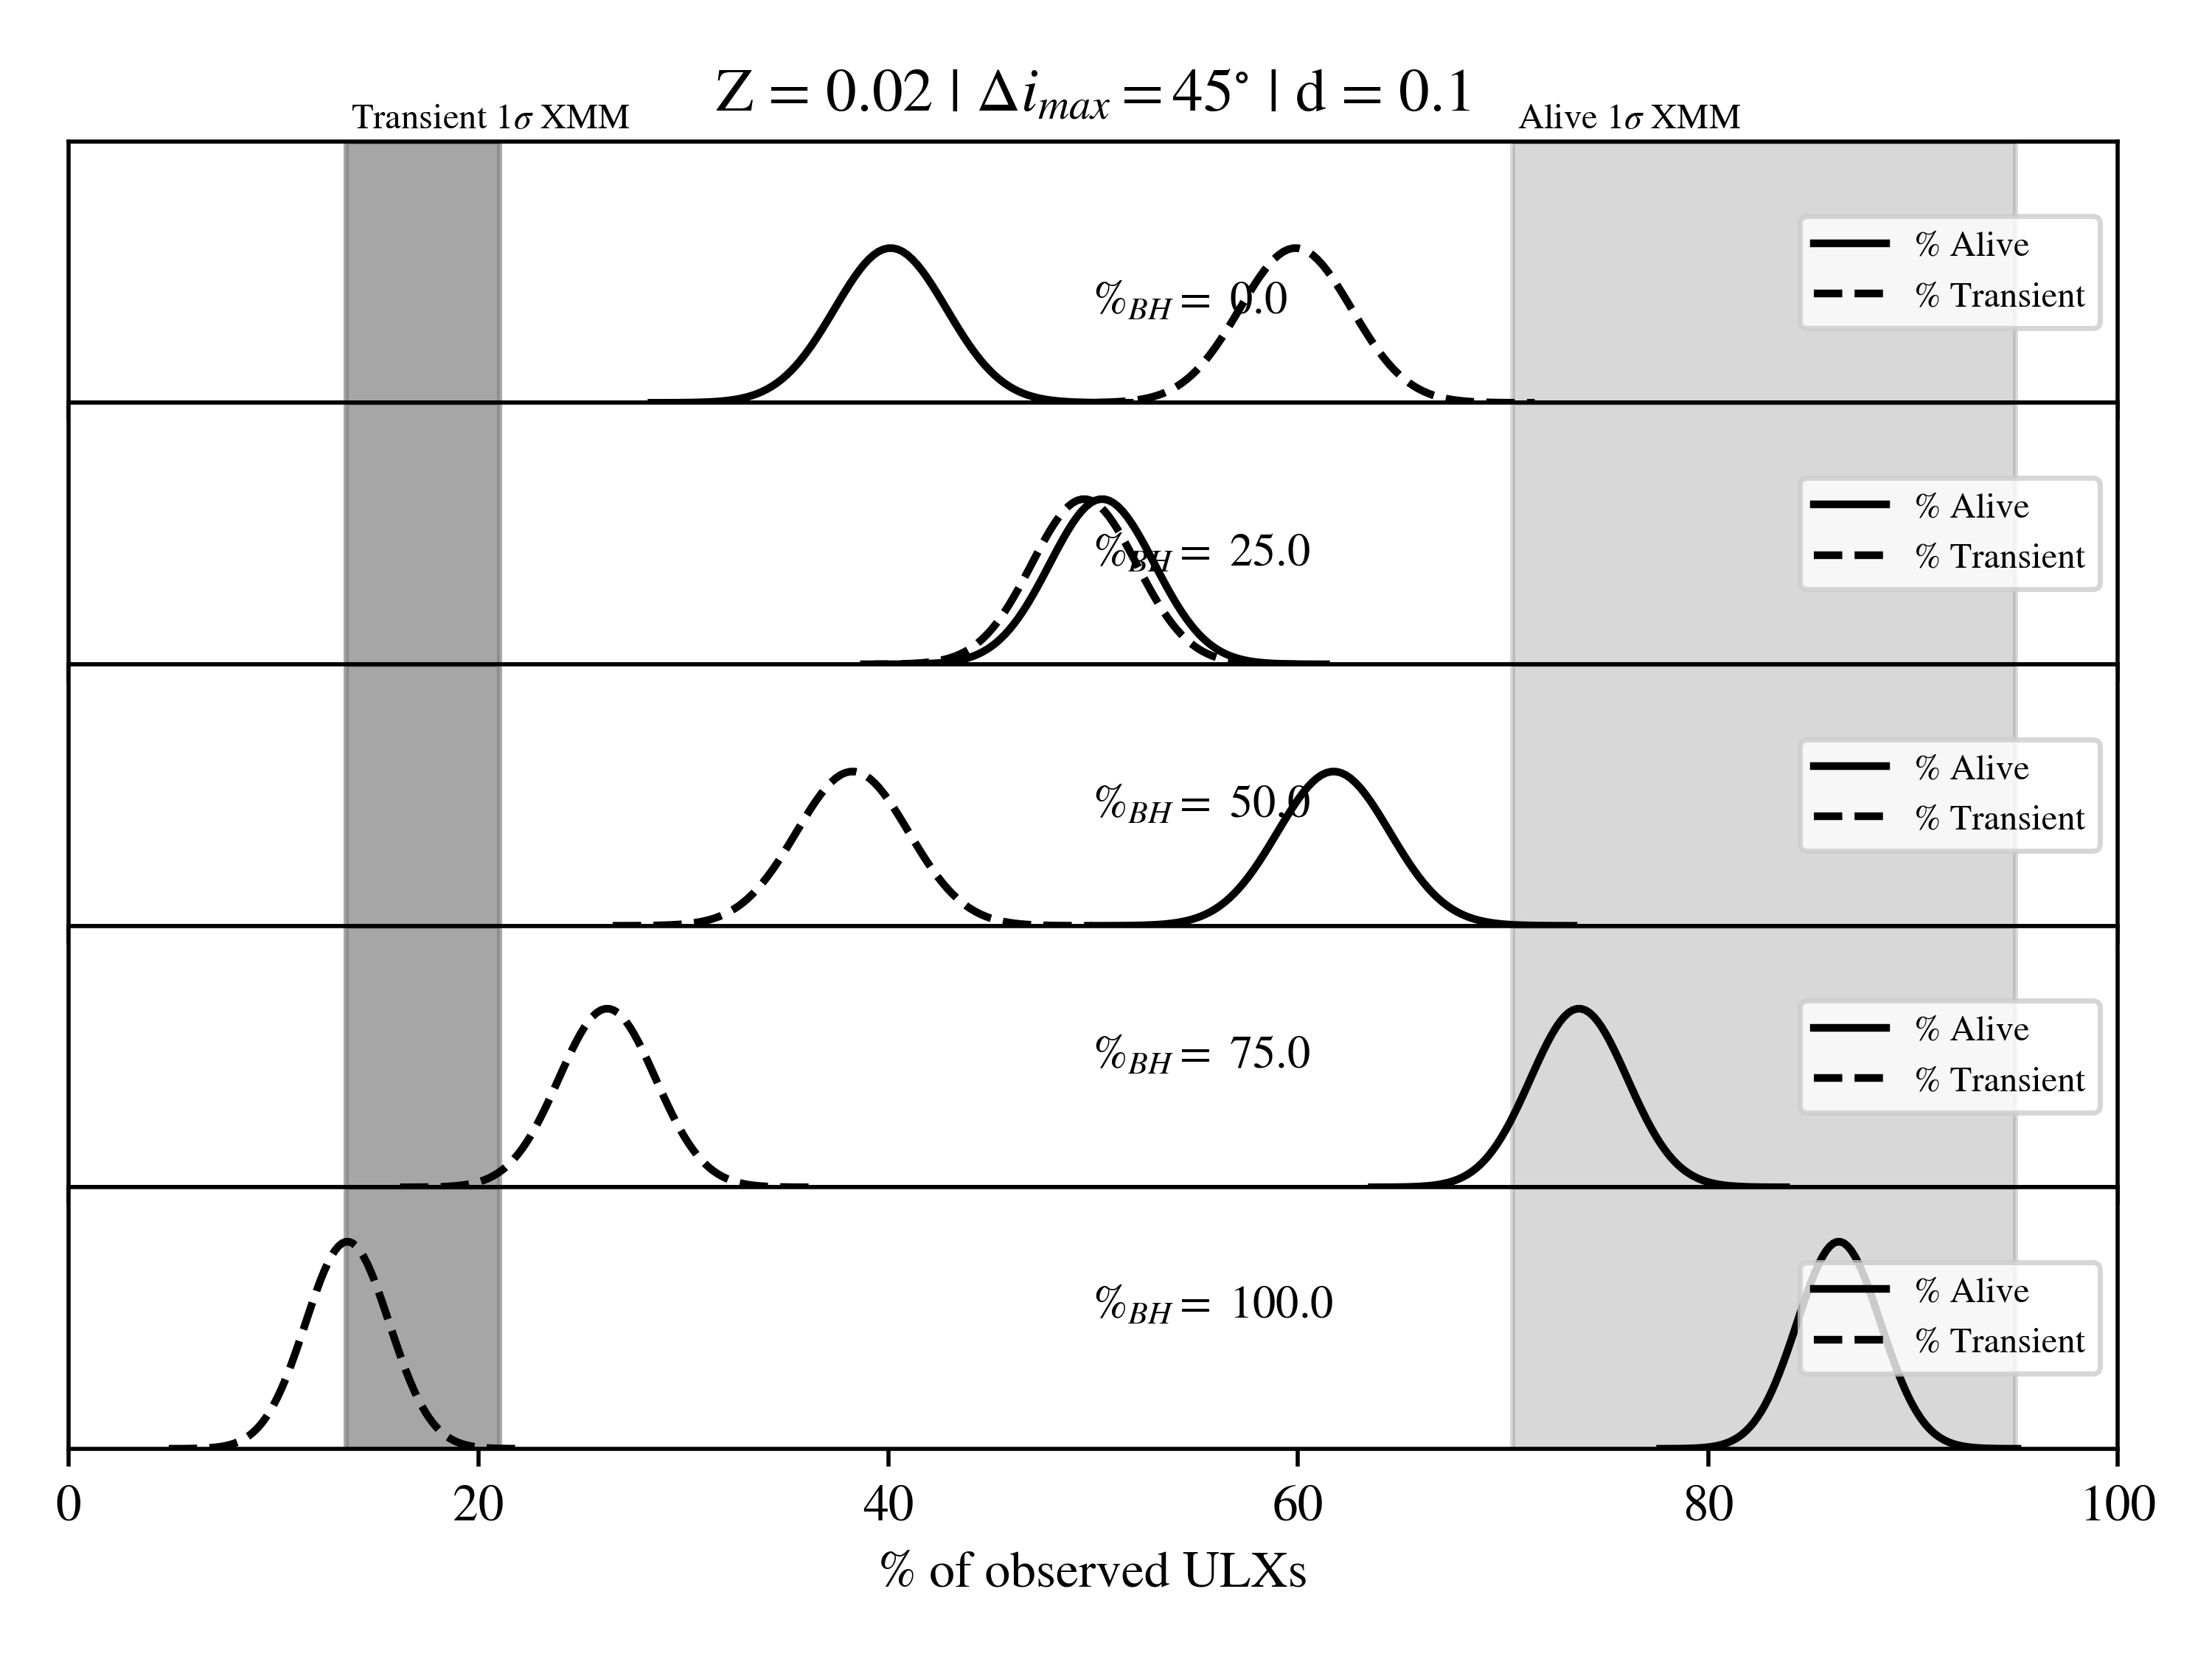 Z = 0.02 | Δi_max = 45° | d = 0.1
Transient 1σ XMM
Alive 1σ XMM
%_BH = 0.0
% Alive
% Transient
%_BH = 25.0
% Alive
% Transient
%_BH = 50.0
% Alive
% Transient
%_BH = 75.0
% Alive
% Transient
%_BH = 100.0
% Alive
% Transient
0 20 40 60 80 100
% of observed ULXs